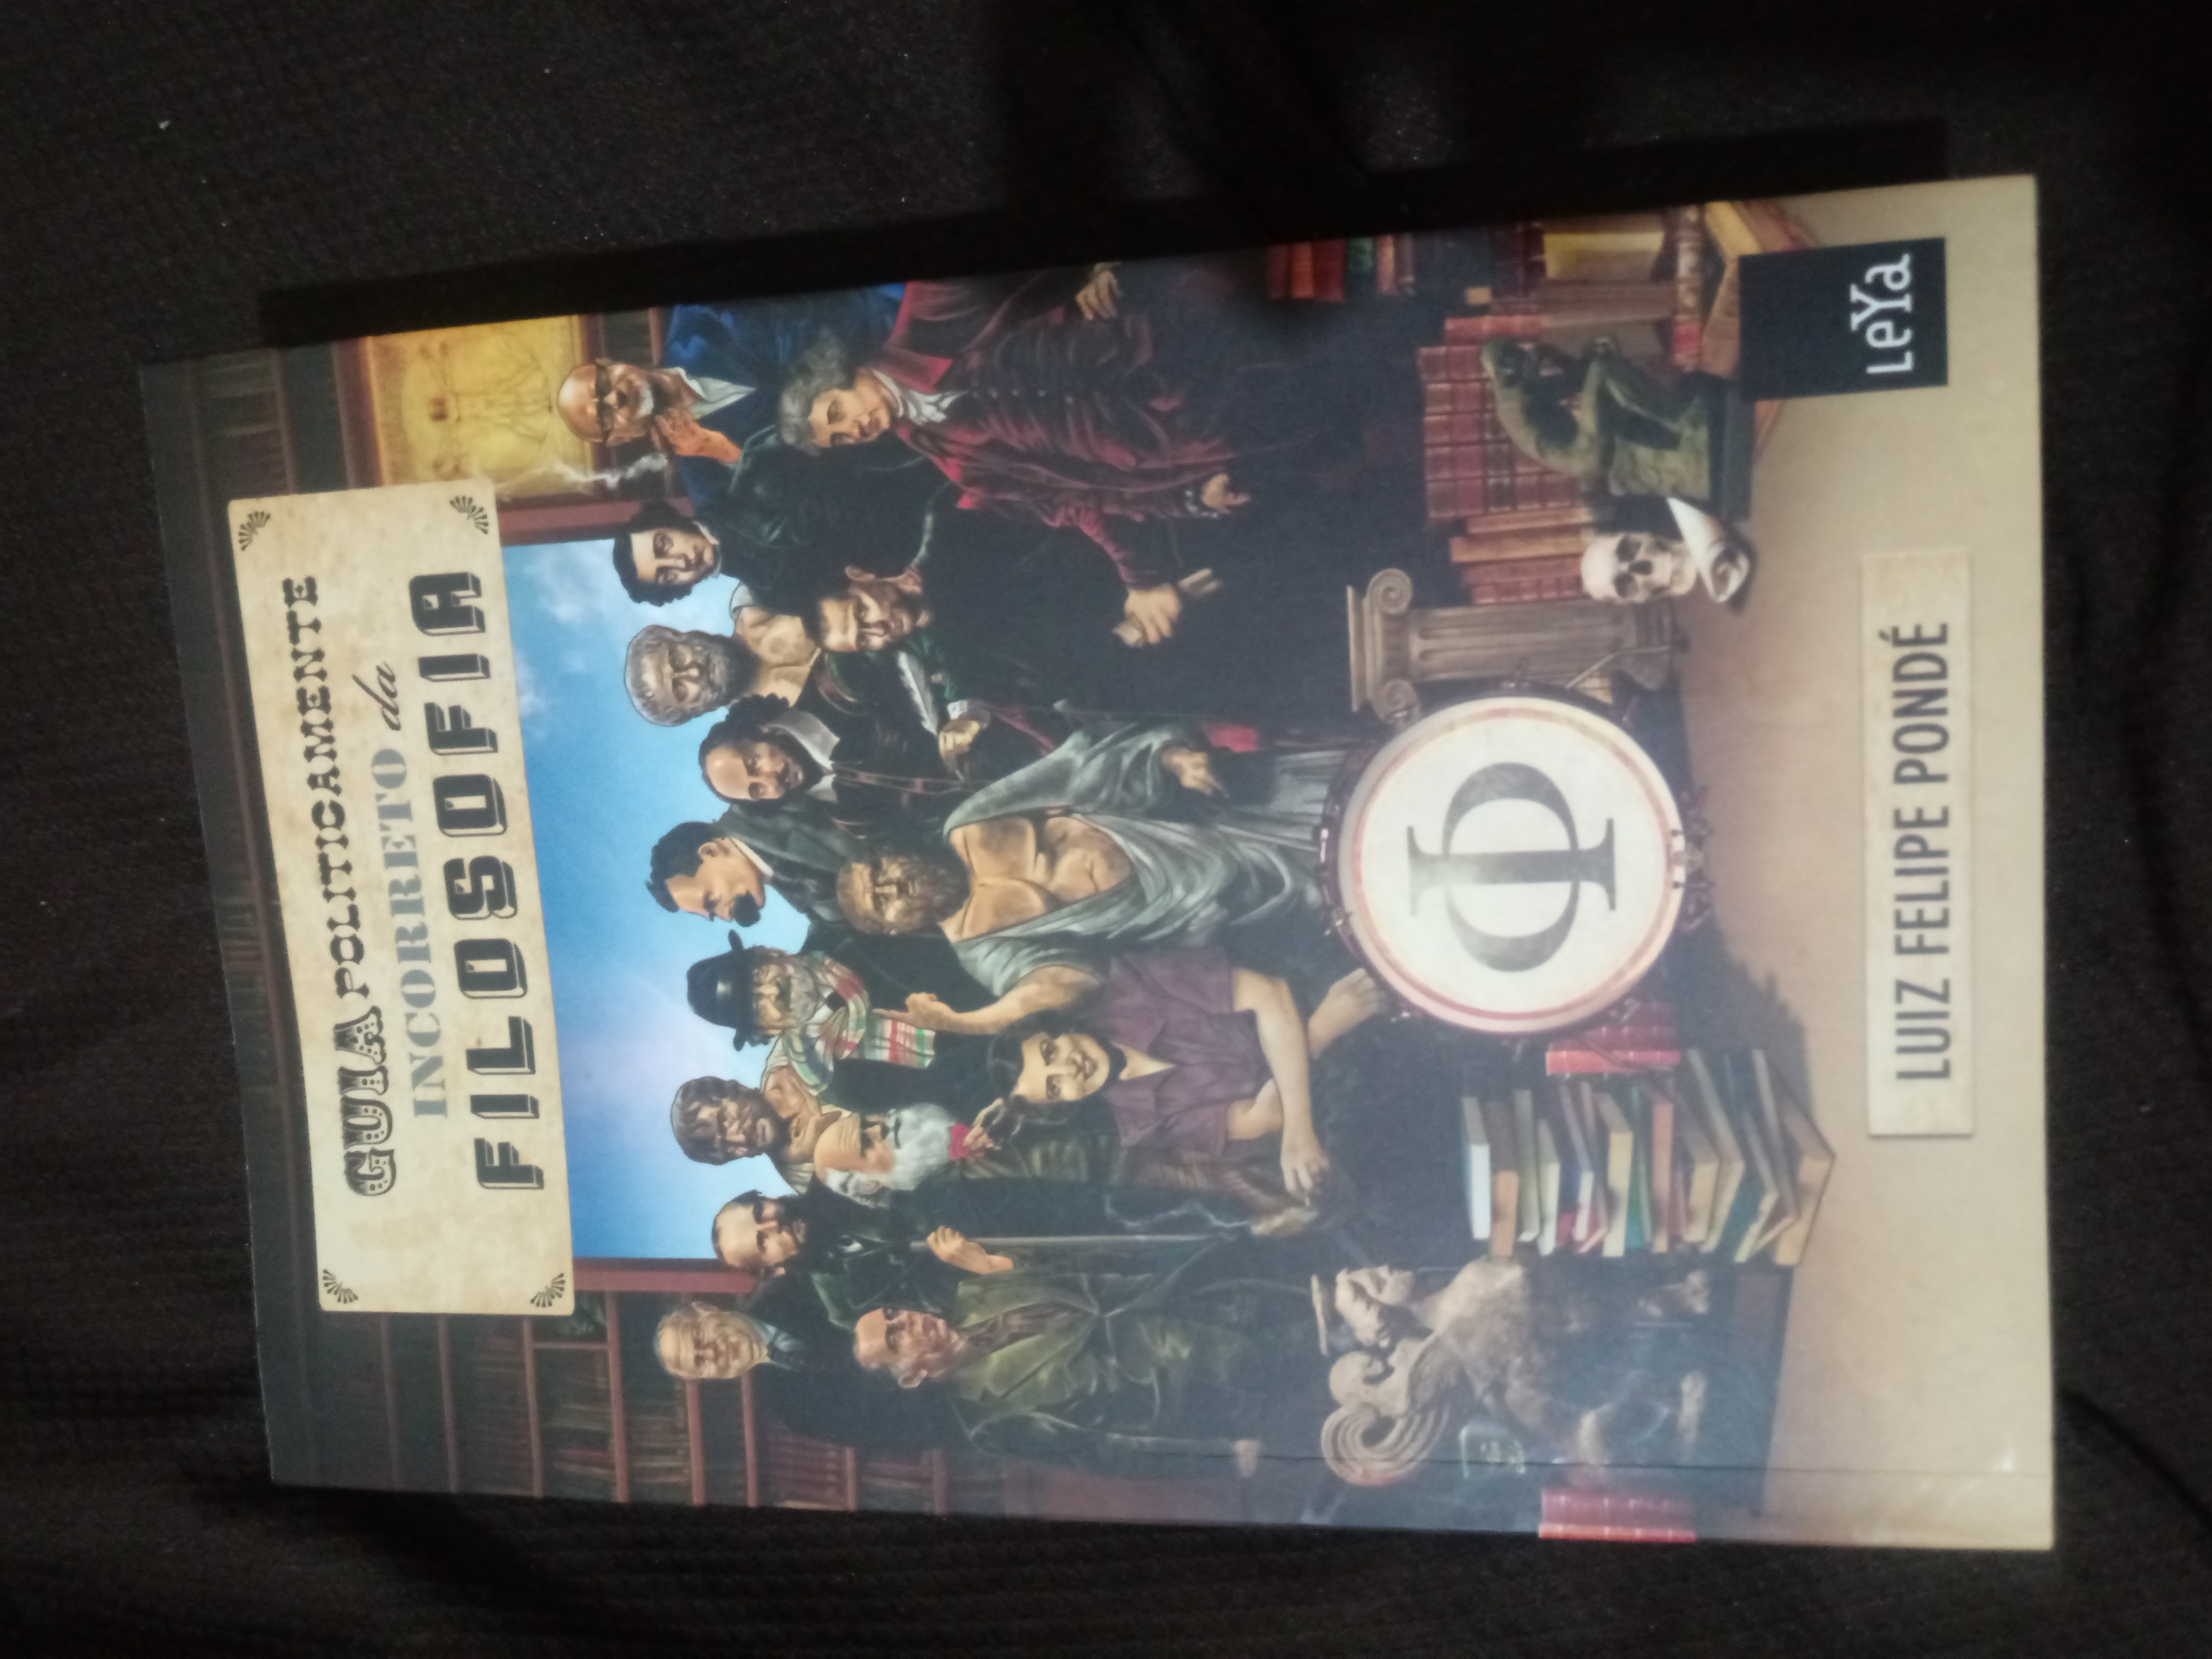 GUIA POLITICAMENTE
INCORRETO da
FILOSOFIA
Φ
LUIZ FELIPE PONDÉ
LeYa